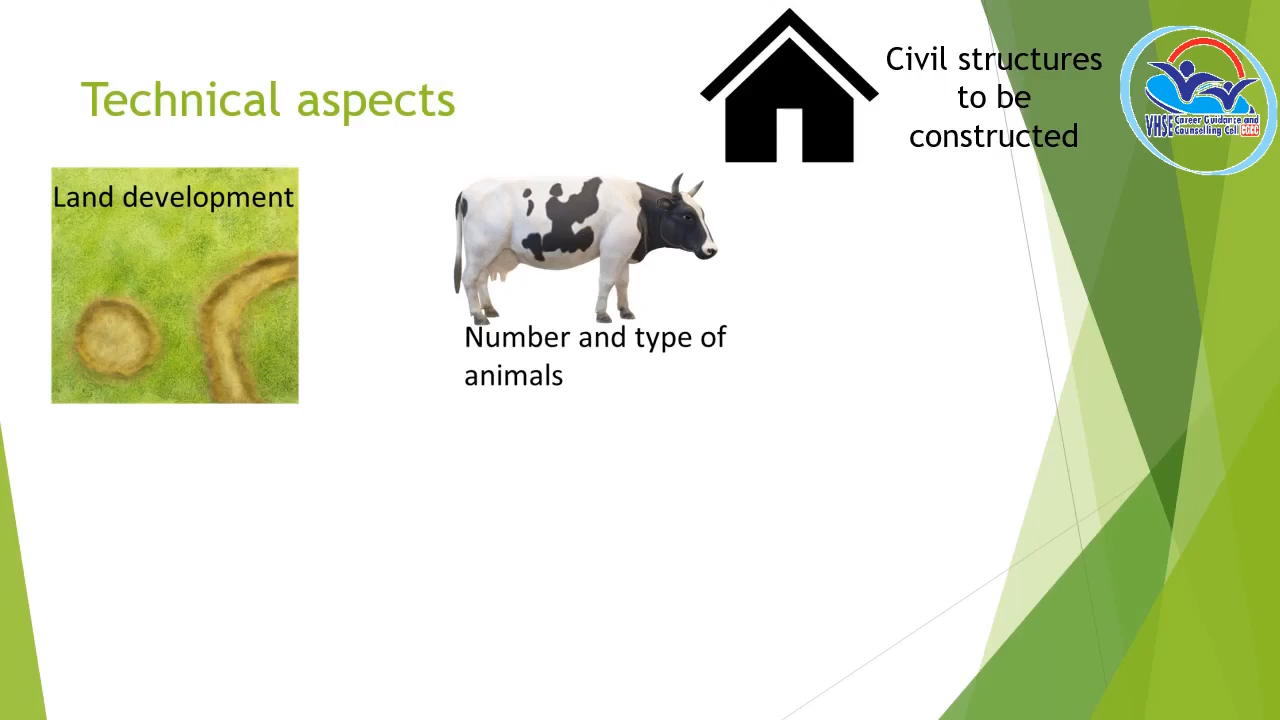 Civil structures
to be
constructed
Technical aspects
VHSE Career Guidance and
Counselling Cell CGCC
Land development
Number and type of
animals